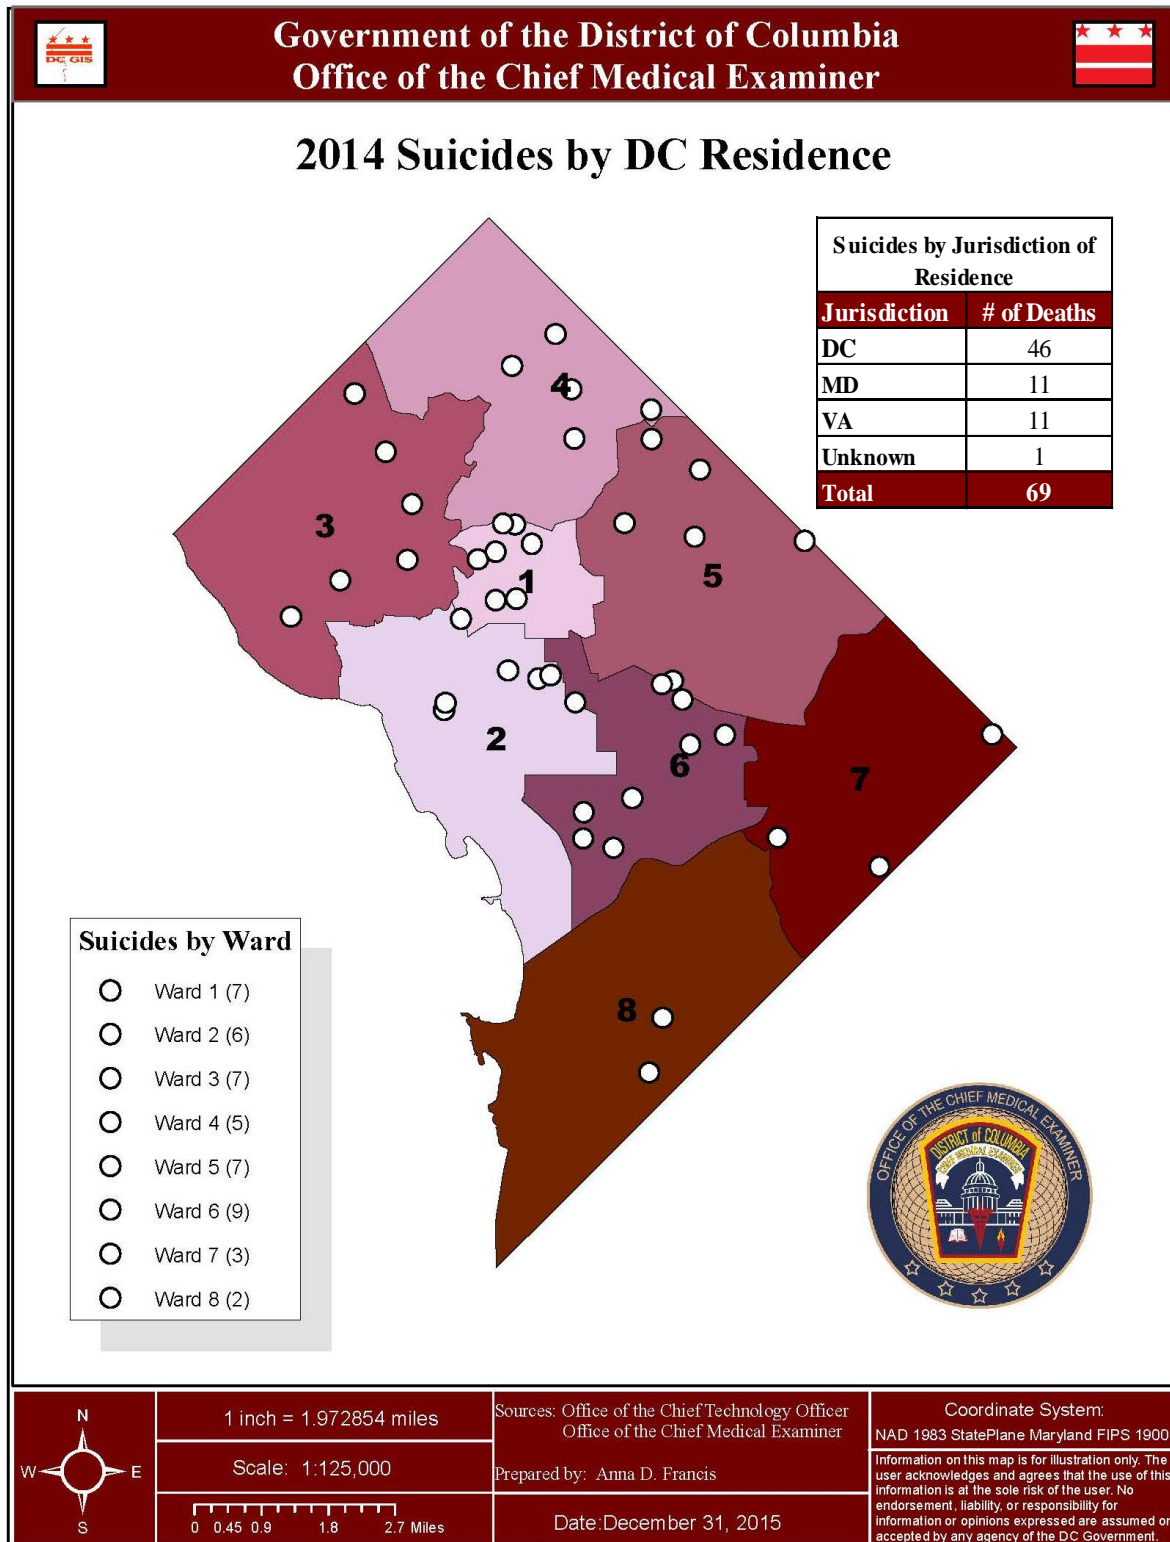 DC GIS
Government of the District of Columbia
Office of the Chief Medical Examiner
2014 Suicides by DC Residence
Suicides by Jurisdiction of
Residence
Jurisdiction # of Deaths
DC 46
MD 11
VA 11
Unknown 1
Total 69
4
3
1
5
2
6
7
8
Suicides by Ward
Ward 1 (7)
Ward 2 (6)
Ward 3 (7)
Ward 4 (5)
Ward 5 (7)
Ward 6 (9)
Ward 7 (3)
Ward 8 (2)
OFFICE OF THE CHIEF MEDICAL EXAMINER
DISTRICT of COLUMBIA
CHIEF MEDICAL EXAMINER
N
W E
S
1 inch = 1.972854 miles
Scale: 1:125,000
0 0.45 0.9 1.8 2.7 Miles
Sources: Office of the Chief Technology Officer
Office of the Chief Medical Examiner
Prepared by: Anna D. Francis
Date:December 31, 2015
Coordinate System:
NAD 1983 StatePlane Maryland FIPS 1900
Information on this map is for illustration only. The
user acknowledges and agrees that the use of this
information is at the sole risk of the user. No
endorsement, liability, or responsibility for
information or opinions expressed are assumed or
accepted by any agency of the DC Government.